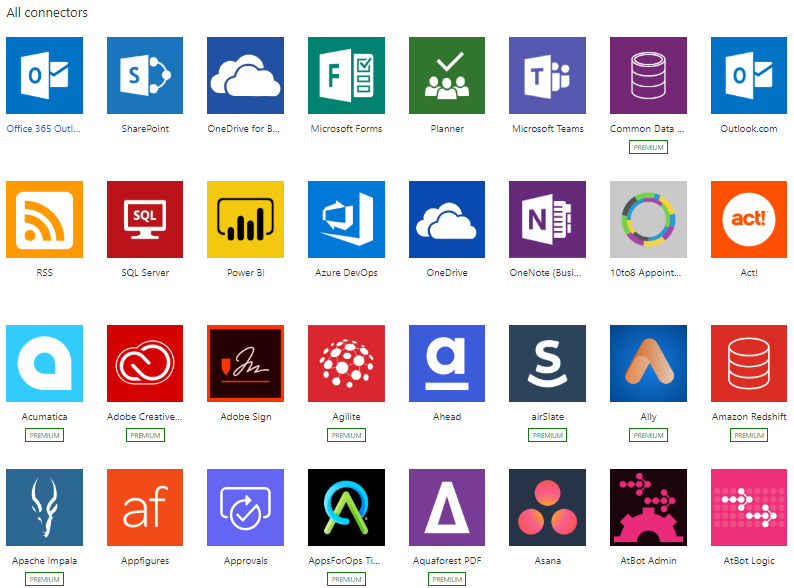 All connectors
Office 365 Outl...
SharePoint
OneDrive for B...
Microsoft Forms
Planner
Microsoft Teams
Common Data ...
PREMIUM
Outlook.com
RSS
SQL
SQL Server
Power BI
Azure DevOps
OneDrive
OneNote (Busi...
10to8 Appoint...
act!
Act!
Acumatica
PREMIUM
Adobe Creative...
PREMIUM
Adobe Sign
Agilite
PREMIUM
a
Ahead
S
airSlate
PREMIUM
Ally
PREMIUM
Amazon Redshift
PREMIUM
Apache Impala
PREMIUM
af
Appfigures
Approvals
AppsForOps Ti...
PREMIUM
Aquaforest PDF
PREMIUM
Asana
AtBot Admin
AtBot Logic